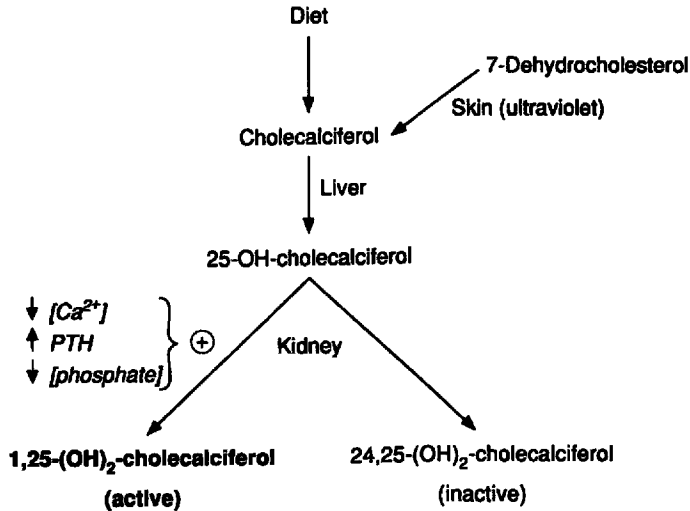 Diet
7-Dehydrocholesterol
Skin (ultraviolet)
Cholecalciferol
Liver
25-OH-cholecalciferol
↓ [Ca²⁺]
↑ PTH
↓ [phosphate]
+
Kidney
1,25-(OH)₂-cholecalciferol
(active)
24,25-(OH)₂-cholecalciferol
(inactive)